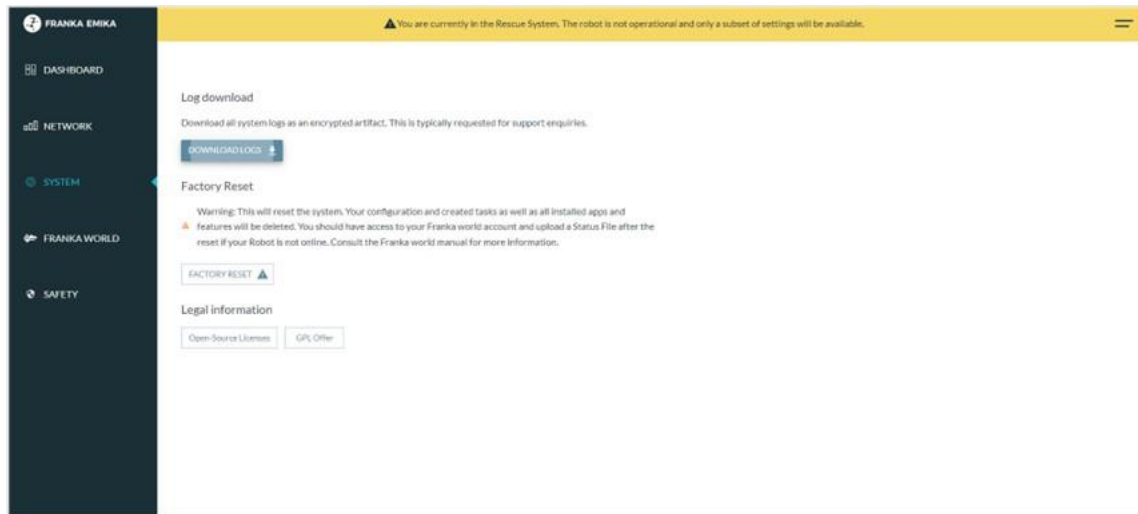 FRANKA EMIKA
You are currently in the Rescue System. The robot is not operational and only a subset of settings will be available.
DASHBOARD
NETWORK
SYSTEM
FRANKA WORLD
SAFETY
Log download
Download all system logs as an encrypted artifact. This is typically requested for support enquiries.
DOWNLOAD LOGS
Factory Reset
Warning: This will reset the system. Your configuration and created tasks as well as all installed apps and
features will be deleted. You should have access to your Franka world account and upload a Status File after the
reset if your Robot is not online. Consult the Franka world manual for more information.
FACTORY RESET
Legal information
Open-Source Licenses
GPL Offer